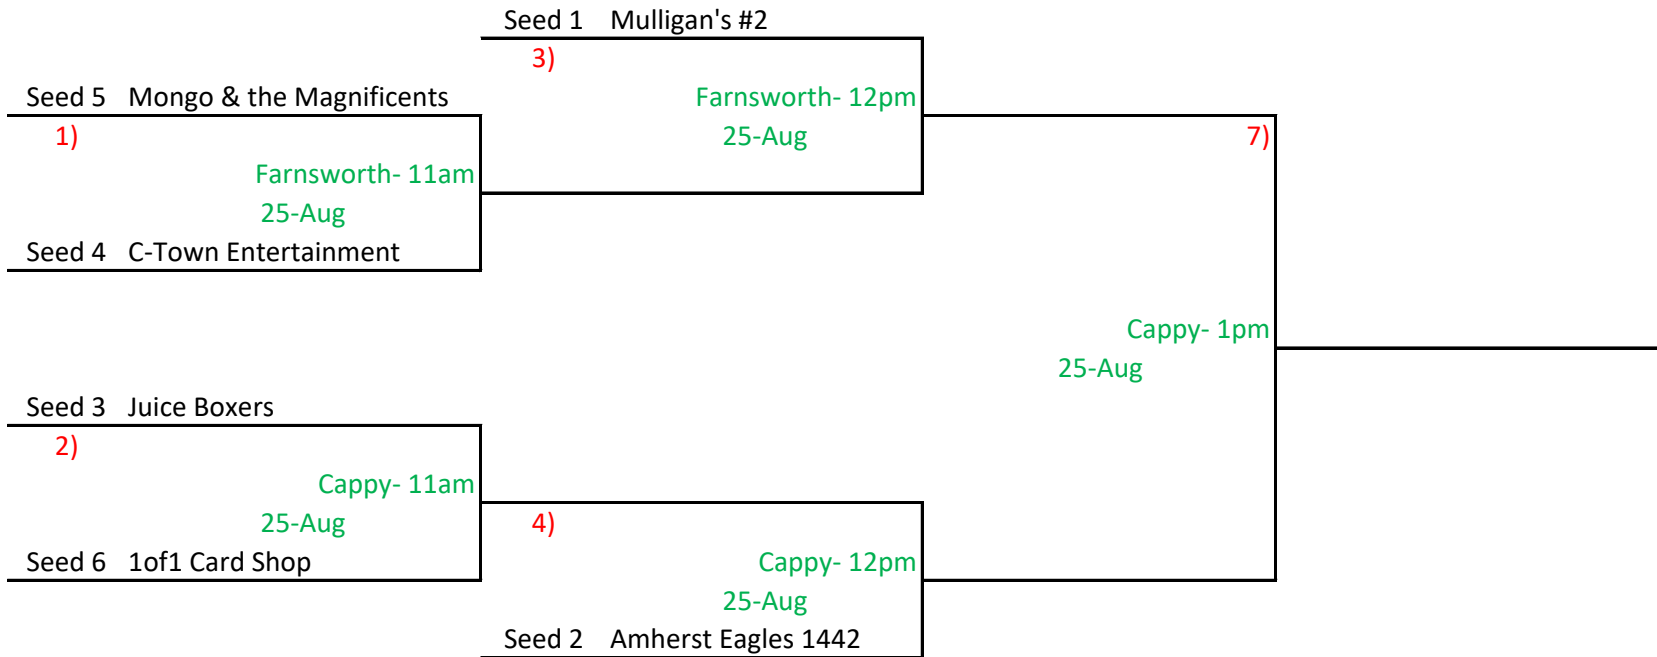 Seed 1 Mulligan's #2
3)
Seed 5 Mongo & the Magnificents
Farnsworth- 12pm
1)
25-Aug
7)
Farnsworth- 11am
25-Aug
Seed 4 C-Town Entertainment
Cappy- 1pm
25-Aug
Seed 3 Juice Boxers
2)
Cappy- 11am
25-Aug
4)
Seed 6 1of1 Card Shop
Cappy- 12pm
25-Aug
Seed 2 Amherst Eagles 1442